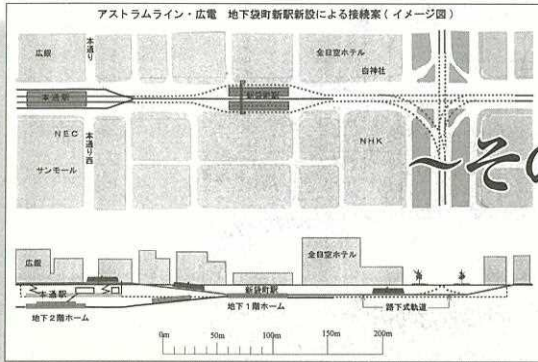 アストラムライン・広電 地下袋町新駅新設による接続案(イメージ図)
広銀
本通り
全日空ホテル
白神社
本通駅
新袋町駅
NEC
本通り西
サンモール
NHK
～その
広銀
全日空ホテル
本通駅
新袋町駅
地下2階ホーム
地下1階ホーム
路下式軌道
0m
50m
100m
150m
200m